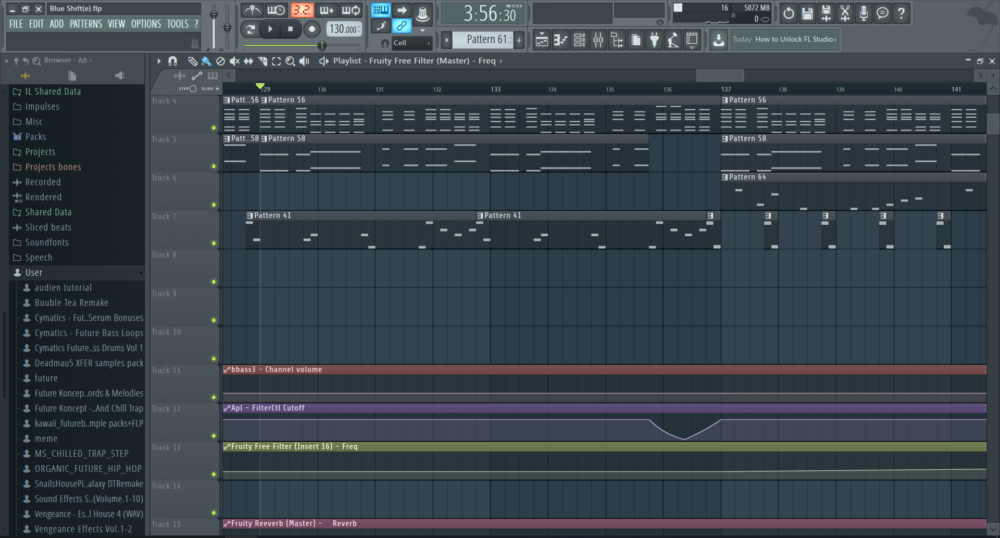 Blue Shift(e).flp
FILE EDIT ADD PATTERNS VIEW OPTIONS TOOLS ?
3.2.
130.000
Cell
3:56:30
M:S:CS
Pattern 61
16
5072 MB
0
Today How to Unlock FL Studio
Browser - All
Playlist - Fruity Free Filter (Master) - Freq
STEP SLIDE
129 130 131 132 133 134 135 136 137 138 139 140 141
IL Shared Data
Impulses
Misc
Packs
Projects
Projects bones
Recorded
Rendered
Shared Data
Sliced beats
Soundfonts
Speech
User
audien tutorial
Buuble Tea Remake
Cymatics - Fut..Serum Bonuses
Cymatics - Future Bass Loops
Cymatics Future..ss Drums Vol 1
Deadmau5 XFER samples pack
future
Future Koncep..ords & Melodies
Future Koncept -..And Chill Trap
kawaii_futureb..mple packs+FLP
meme
MS_CHILLED_TRAP_STEP
ORGANIC_FUTURE_HIP_HOP
SnailsHousePi..alaxy DTRemake
Sound Effects S..(Volume.1-10)
Vengeance - Es..l House 4 (WAV)
Vengeance Effects Vol.1-2
Track 4
Patt..56 Pattern 56 Pattern 56
Track 5
Patt..58 Pattern 58 Pattern 58
Track 6
Pattern 64
Track 7
Pattern 41 Pattern 41
Track 8
Track 9
Track 10
Track 11
bbass3 - Channel volume
Track 12
Apl - FilterCtl Cutoff
Track 13
Fruity Free Filter (Insert 16) - Freq
Track 14
Track 15
Fruity Reeverb (Master) - Reverb